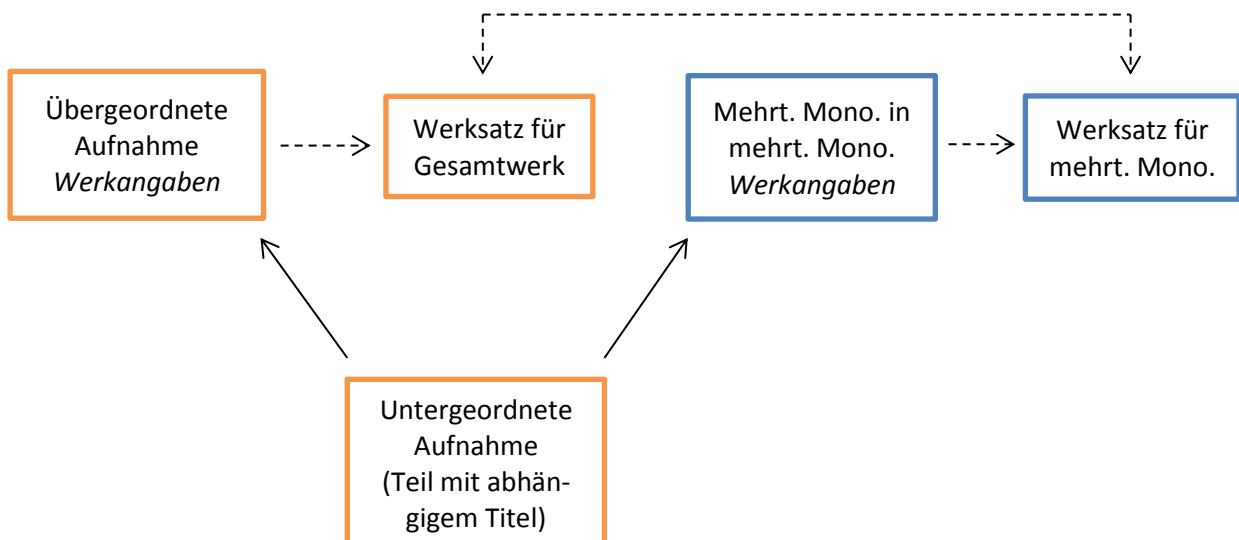 Übergeordnete
Aufnahme
Werkangaben
Werksatz für
Gesamtwerk
Mehrt. Mono. in
mehrt. Mono.
Werkangaben
Werksatz für
mehrt. Mono.
Untergeordnete
Aufnahme
(Teil mit abhän-
gigem Titel)